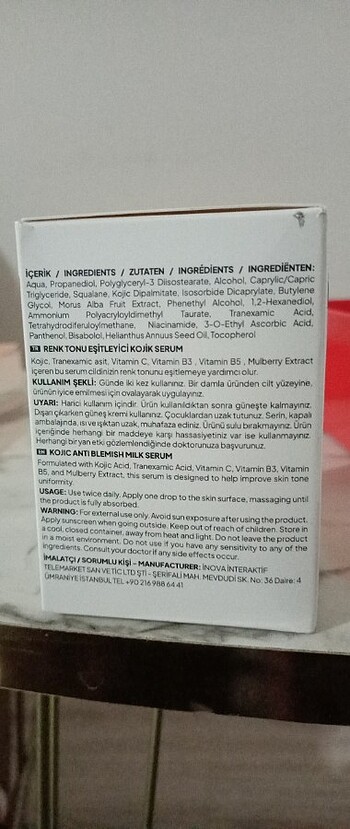 İÇERİK / INGREDIENTS / ZUTATEN / INGRÉDIENTS / INGREDIËNTEN:
Aqua, Propanediol, Polyglyceryl-3 Diisostearate, Alcohol, Caprylic/Capric
Triglyceride, Squalane, Kojic Dipalmitate, Isosorbide Dicaprylate, Butylene
Glycol, Morus Alba Fruit Extract, Phenethyl Alcohol, 1,2-Hexanediol,
Ammonium Polyacryloyldimethyl Taurate, Tranexamic Acid,
Tetrahydrodiferuloylmethane, Niacinamide, 3-O-Ethyl Ascorbic Acid,
Panthenol, Bisabolol, Helianthus Annuus Seed Oil, Tocopherol
TR RENK TONU EŞİTLEYİCİ KOJİK SERUM
Kojic, Tranexamic asit, Vitamin C, Vitamin B3 , Vitamin B5 , Mulberry Extract
içeren bu serum cildinizin renk tonunu eşitlemeye yardımcı olur.
KULLANIM ŞEKLİ: Günde iki kez kullanınız. Bir damla üründen cilt yüzeyine,
ürünün iyice emilmesi için ovalayarak uygulayınız.
UYARI: Harici kullanım içindir. Ürün kullanıldıktan sonra güneşte kalmayınız.
Dışarı çıkarken güneş kremi kullanınız. Çocuklardan uzak tutunuz. Serin, kapalı
ambalajında, ısı ve ışıktan uzak, muhafaza ediniz. Ürünü sulu bırakmayınız. Ürün
içeriğinde herhangi bir maddeye karşı hassasiyetiniz var ise kullanmayınız.
Herhangi bir yan etki gözlemlendiğinde doktorunuza başvurunuz.
EN KOJIC ANTI BLEMISH MILK SERUM
Formulated with Kojic Acid, Tranexamic Acid, Vitamin C, Vitamin B3, Vitamin
B5, and Mulberry Extract, this serum is designed to help improve skin tone
uniformity.
USAGE: Use twice daily. Apply one drop to the skin surface, massaging until
the product is fully absorbed.
WARNING: For external use only. Avoid sun exposure after using the product.
Apply sunscreen when going outside. Keep out of reach of children. Store in
a cool, closed container, away from heat and light. Do not leave the product
in a moist environment. Do not use if you have any sensitivity to any of the
ingredients. Consult your doctor if any side effects occur.
İMALATÇI / SORUMLU KİŞİ - MANUFACTURER: İNOVA İNTERAKTİF
TELEMARKET SAN VE TİC LTD ŞTİ - ŞERİFALİ MAH. MEVDUDİ SK. No: 36 Daire: 4
ÜMRANİYE İSTANBUL TEL +90 216 988 64 41